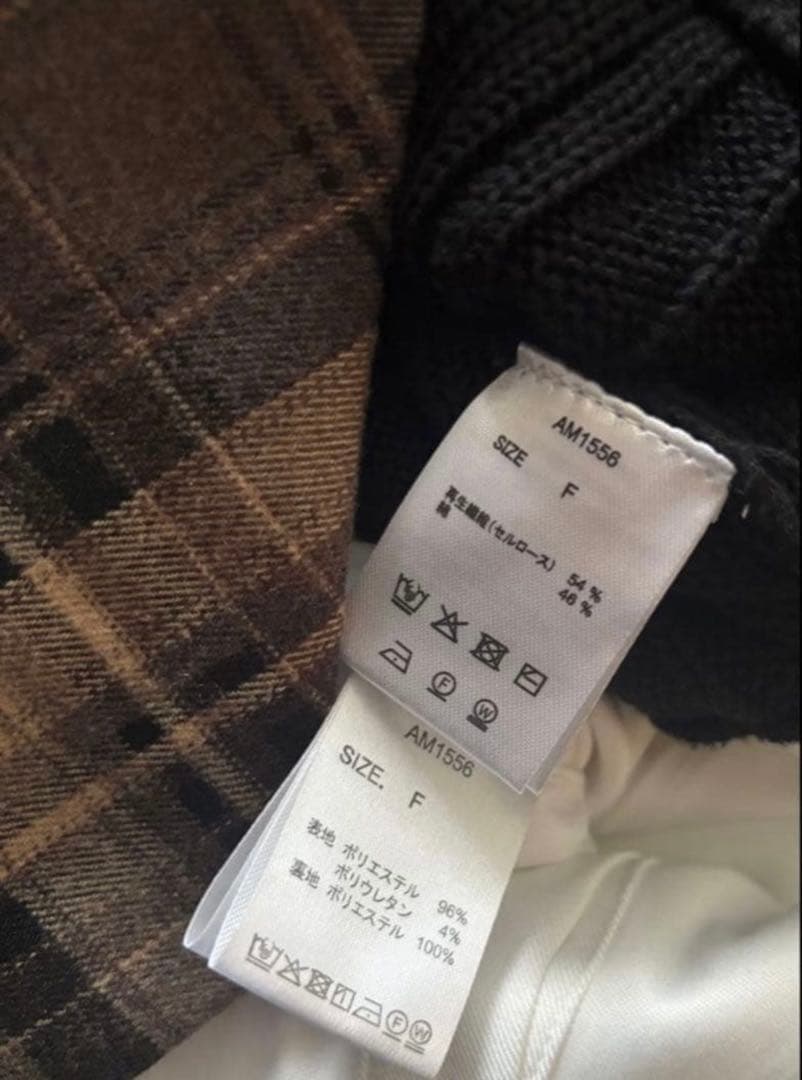 AM1556
SIZE F
再生繊維(セルロース) 54 %
綿 46 %
F W
AM1556
SIZE. F
表地 ポリエステル 96%
ポリウレタン 4%
裏地 ポリエステル 100%
F W